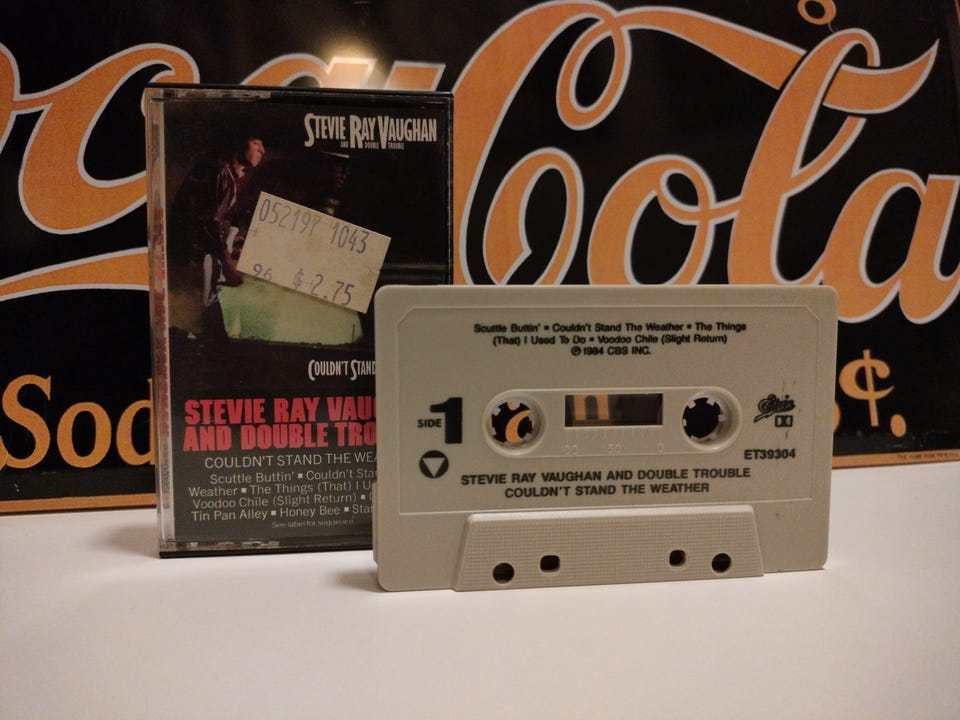 Coca Cola
Sod
¢.
STEVIE RAY VAUGHAN
AND DOUBLE TROUBLE
052197 1043
96 $2.75
COULDN'T STAND
STEVIE RAY VAU
AND DOUBLE TRO
COULDN'T STAND THE WEA
Scuttle Buttin' ▪ Couldn't Star
Weather ▪ The Things (That) I U
Voodoo Chile (Slight Return) ▪
Tin Pan Alley ▪ Honey Bee ▪ Stan
See label for sequence
Scuttle Buttin' ▪ Couldn't Stand The Weather ▪ The Things
(That) I Used To Do ▪ Voodoo Chile (Slight Return)
℗ 1984 CBS INC.
SIDE 1
Epic
ET39304
STEVIE RAY VAUGHAN AND DOUBLE TROUBLE
COULDN'T STAND THE WEATHER